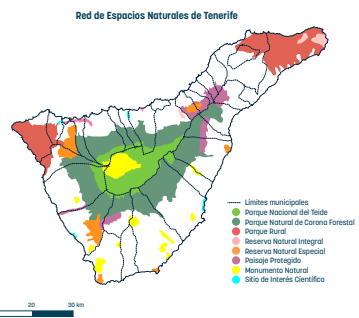 Red de Espacios Naturales de Tenerife
Límites municipales
Parque Nacional del Teide
Parque Natural de Corona Forestal
Parque Rural
Reserva Natural Integral
Reserva Natural Especial
Paisaje Protegido
Monumento Natural
Sitio de Interés Científico
20
30 km